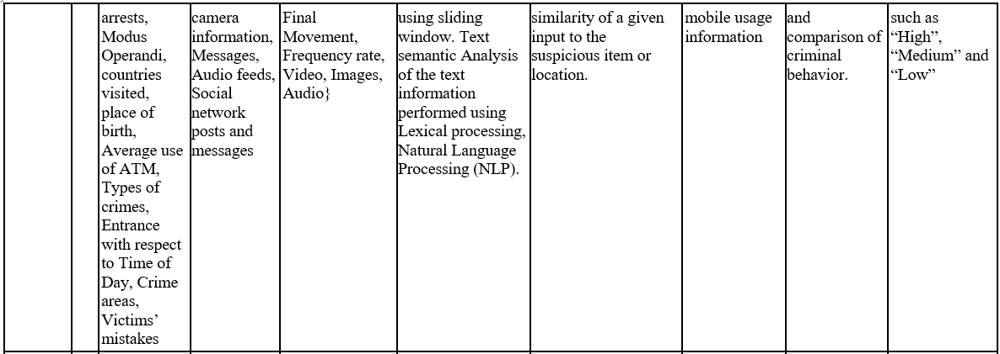 arrests,
Modus
Operandi,
countries
visited,
place of
birth,
Average use
of ATM,
Types of
crimes,
Entrance
with respect
to Time of
Day, Crime
areas,
Victims’
mistakes
camera
information,
Messages,
Audio feeds,
Social
network
posts and
messages
Final
Movement,
Frequency rate,
Video, Images,
Audio}
using sliding
window. Text
semantic Analysis
of the text
information
performed using
Lexical processing,
Natural Language
Processing (NLP).
similarity of a given
input to the
suspicious item or
location.
mobile usage
information
and
comparison of
criminal
behavior.
such as
“High”,
“Medium” and
“Low”